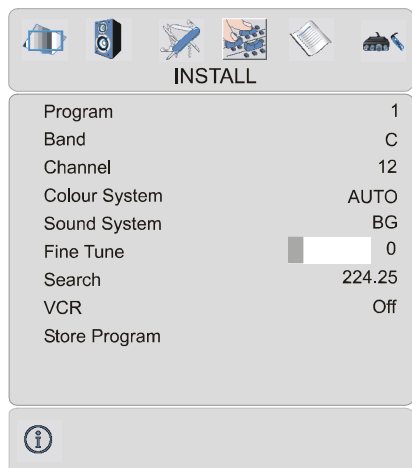 INSTALL
Program 1
Band C
Channel 12
Colour System AUTO
Sound System BG
Fine Tune 0
Search 224.25
VCR Off
Store Program